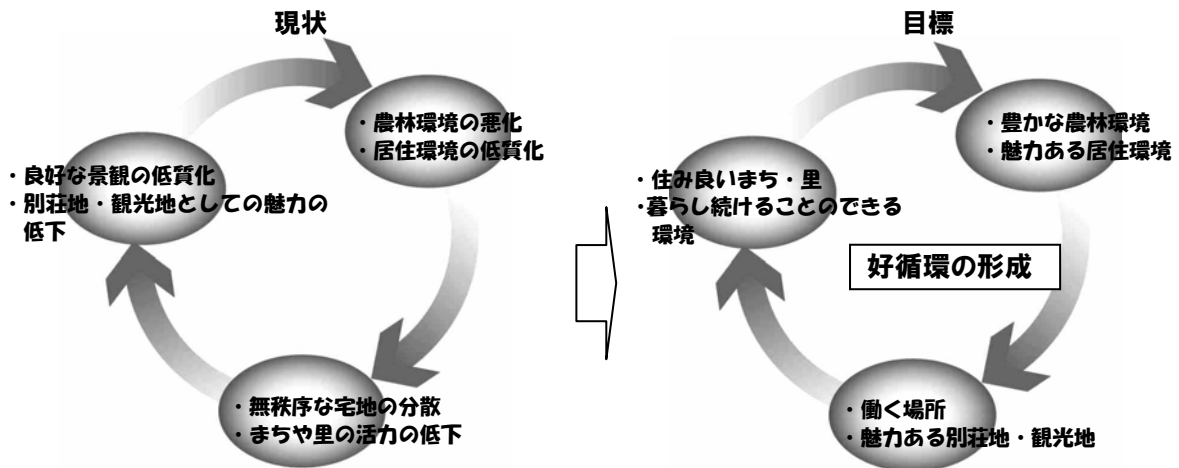 現状
・農林環境の悪化
・居住環境の低質化
・良好な景観の低質化
・別荘地・観光地としての魅力の
低下
・無秩序な宅地の分散
・まちや里の活力の低下
目標
・豊かな農林環境
・魅力ある居住環境
・住み良いまち・里
・暮らし続けることのできる
環境
好循環の形成
・働く場所
・魅力ある別荘地・観光地